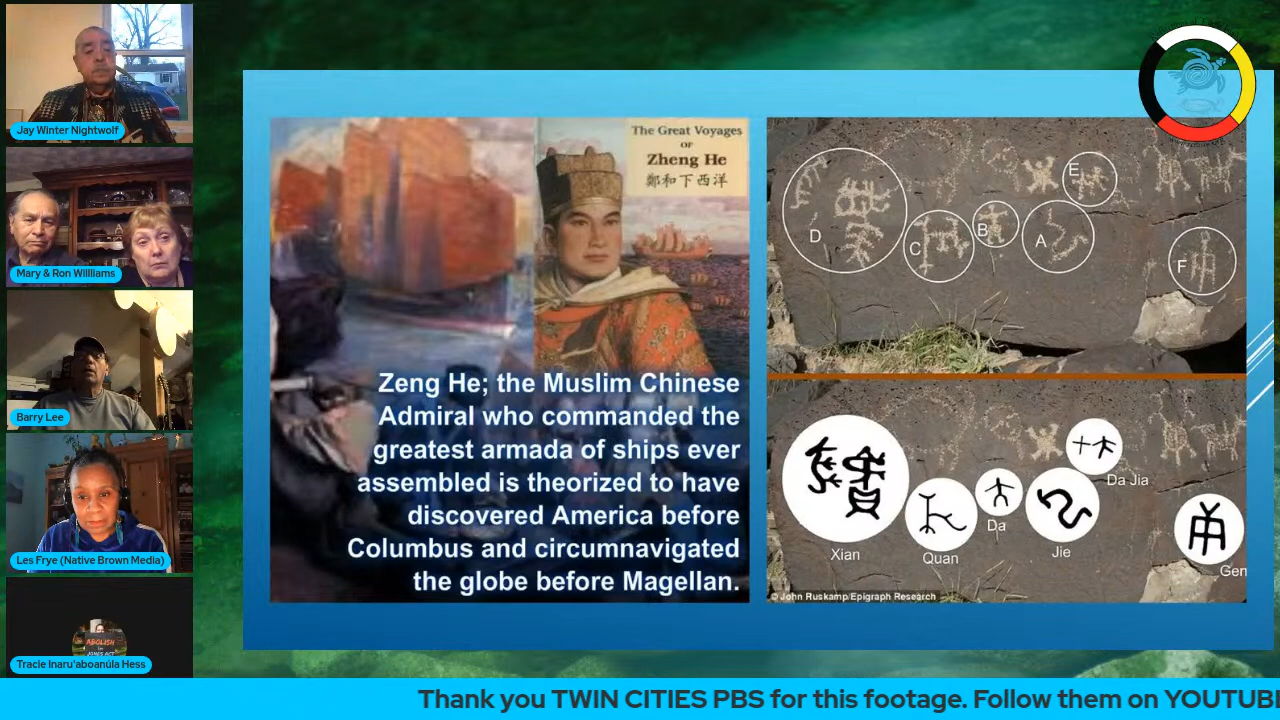 Jay Winter Nightwolf
Mary & Ron Willliams
Barry Lee
Les Frye (Native Brown Media)
ABOLISH
JONES ACT
Tracie Inaru'aboanúla Hess
The Great Voyages
OF
Zheng He
鄭和下西洋
Zeng He; the Muslim Chinese
Admiral who commanded the
greatest armada of ships ever
assembled is theorized to have
discovered America before
Columbus and circumnavigated
the globe before Magellan.
E
D
C
B
A
F
Da Jia
Da
Xian
Quan
Jie
Gen
© John Ruskamp/Epigraph Research
Thank you TWIN CITIES PBS for this footage. Follow them on YOUTUB